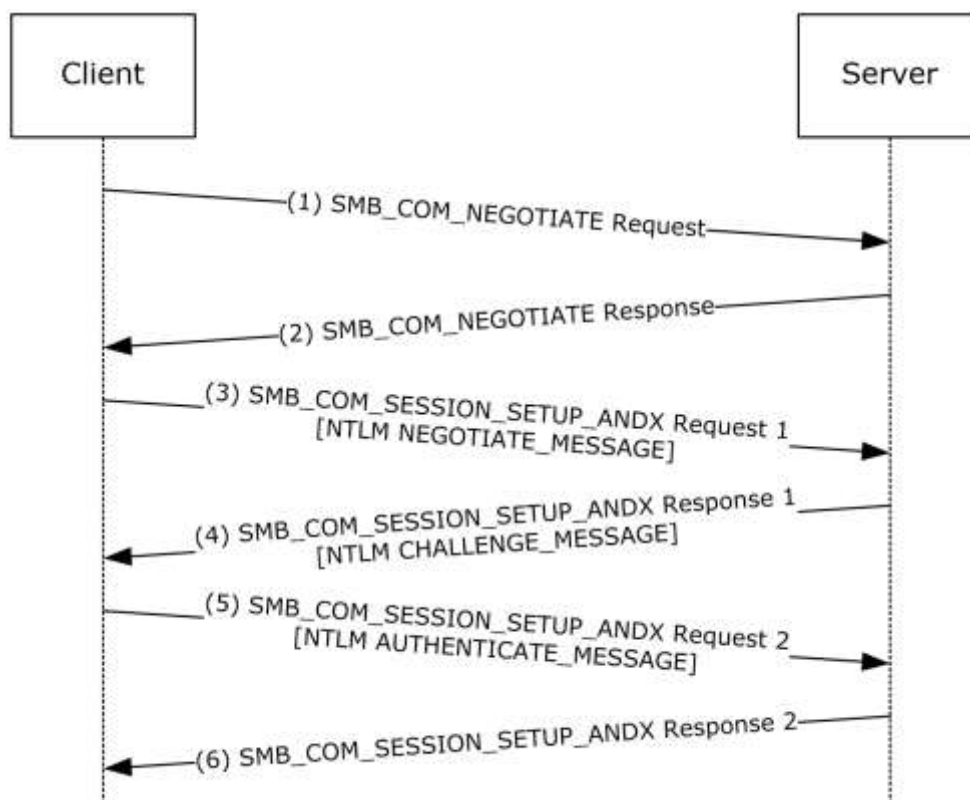 Client
Server
(1) SMB_COM_NEGOTIATE Request
(2) SMB_COM_NEGOTIATE Response
(3) SMB_COM_SESSION_SETUP_ANDX Request 1
[NTLM NEGOTIATE_MESSAGE]
(4) SMB_COM_SESSION_SETUP_ANDX Response 1
[NTLM CHALLENGE_MESSAGE]
(5) SMB_COM_SESSION_SETUP_ANDX Request 2
[NTLM AUTHENTICATE_MESSAGE]
(6) SMB_COM_SESSION_SETUP_ANDX Response 2